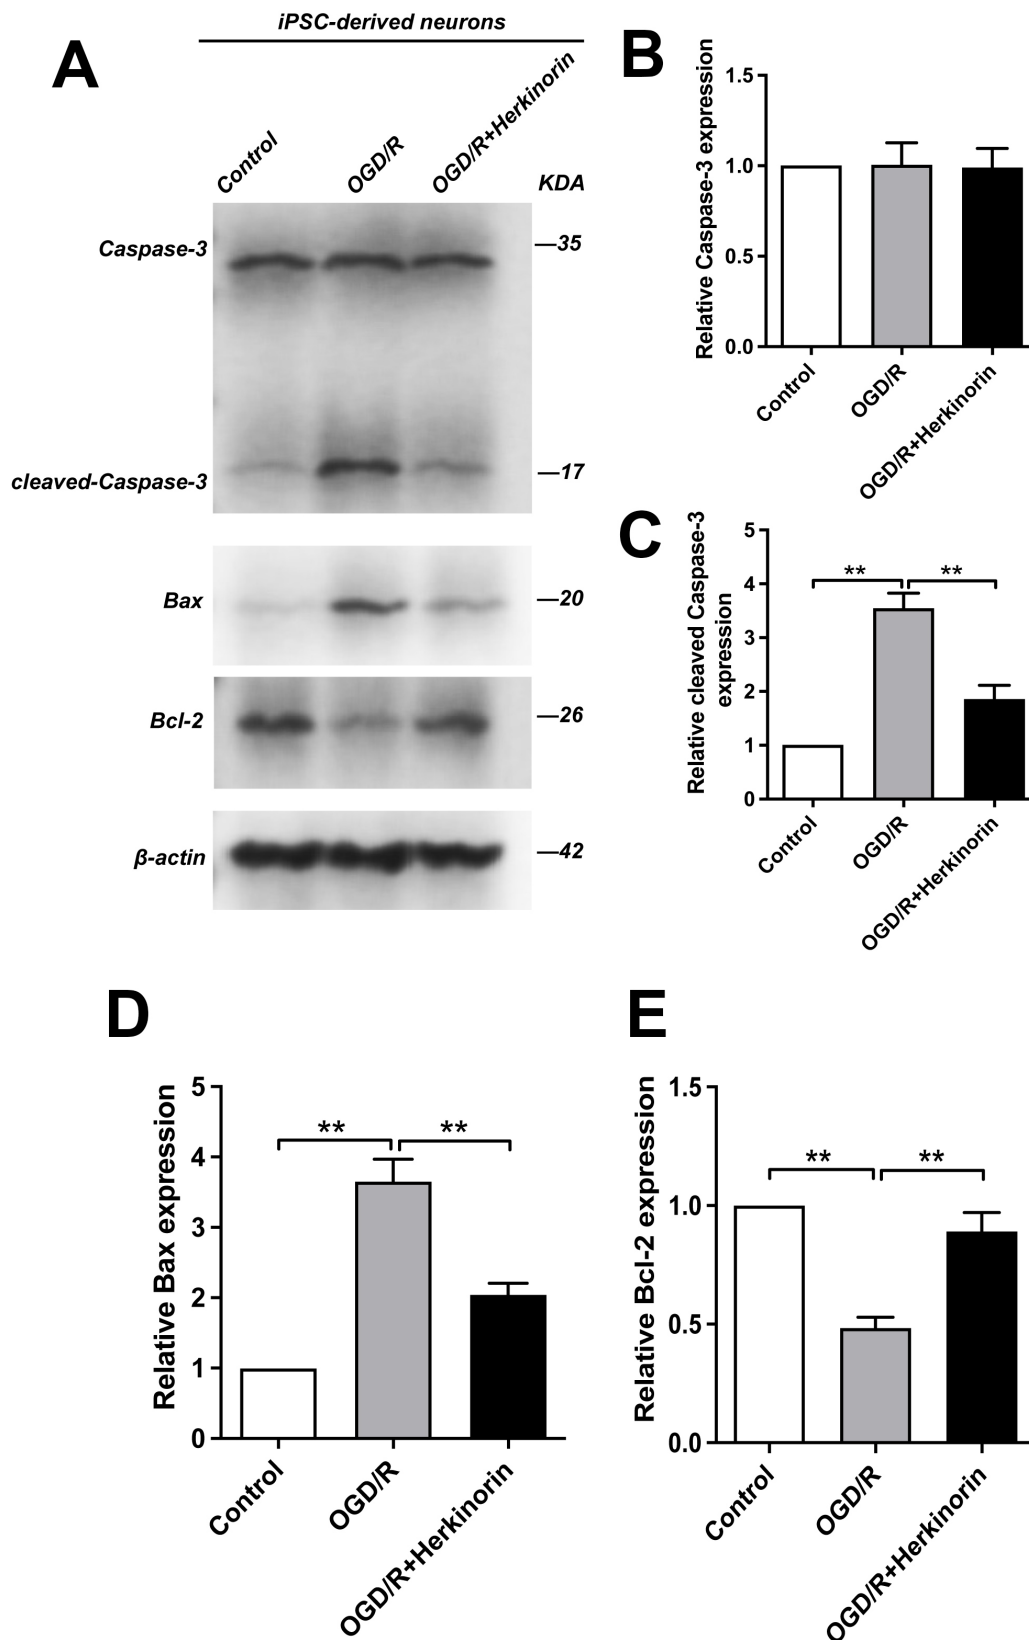 iPSC-derived neurons
A
Control
OGD/R
OGD/R+Herkinorin
KDA
Caspase-3
—35
cleaved-Caspase-3
—17
Bax
—20
Bcl-2
—26
β-actin
—42
B
Relative Caspase-3 expression
1.5
1.0
0.5
0.0
Control
OGD/R
OGD/R+Herkinorin
C
Relative cleaved Caspase-3
expression
5
4
3
2
1
0
**
**
Control
OGD/R
OGD/R+Herkinorin
D
Relative Bax expression
5
4
3
2
1
0
**
**
Control
OGD/R
OGD/R+Herkinorin
E
Relative Bcl-2 expression
1.5
1.0
0.5
0.0
**
**
Control
OGD/R
OGD/R+Herkinorin